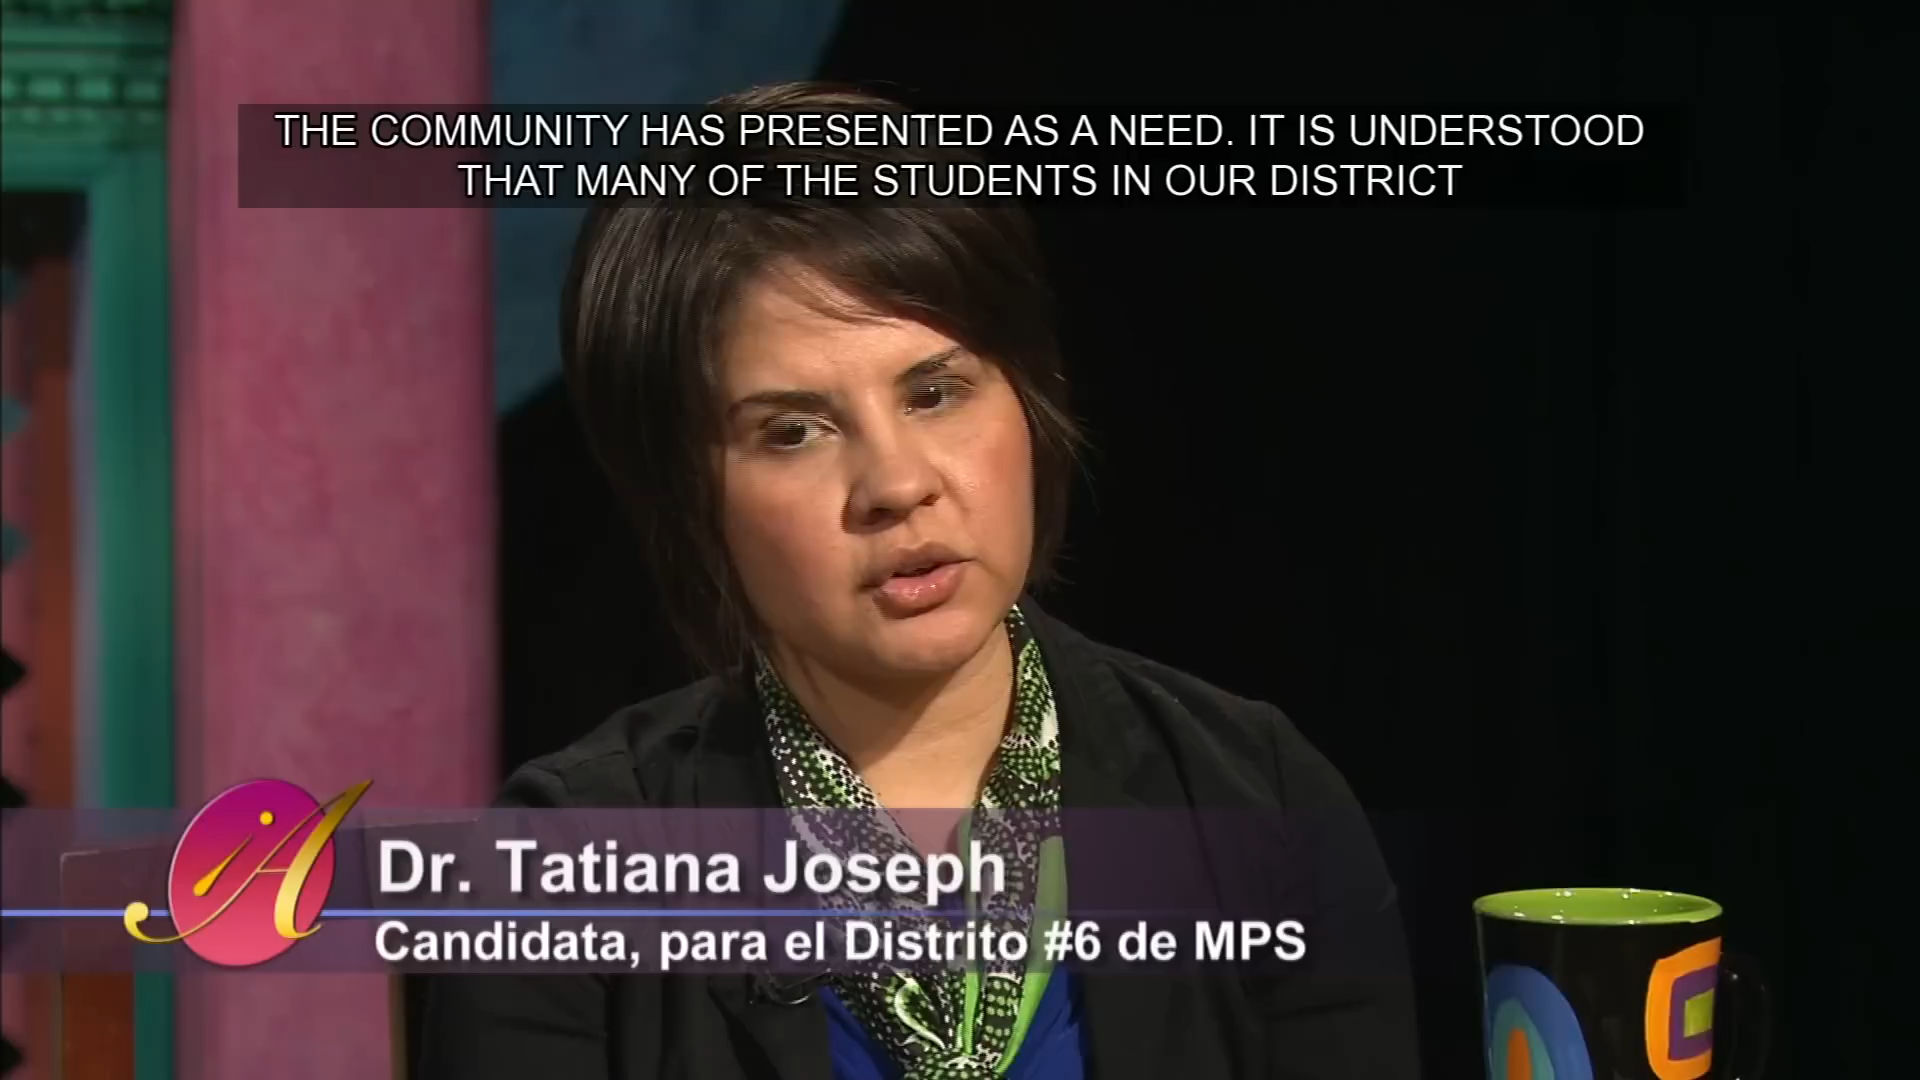 THE COMMUNITY HAS PRESENTED AS A NEED. IT IS UNDERSTOOD
THAT MANY OF THE STUDENTS IN OUR DISTRICT
iA
Dr. Tatiana Joseph
Candidata, para el Distrito #6 de MPS